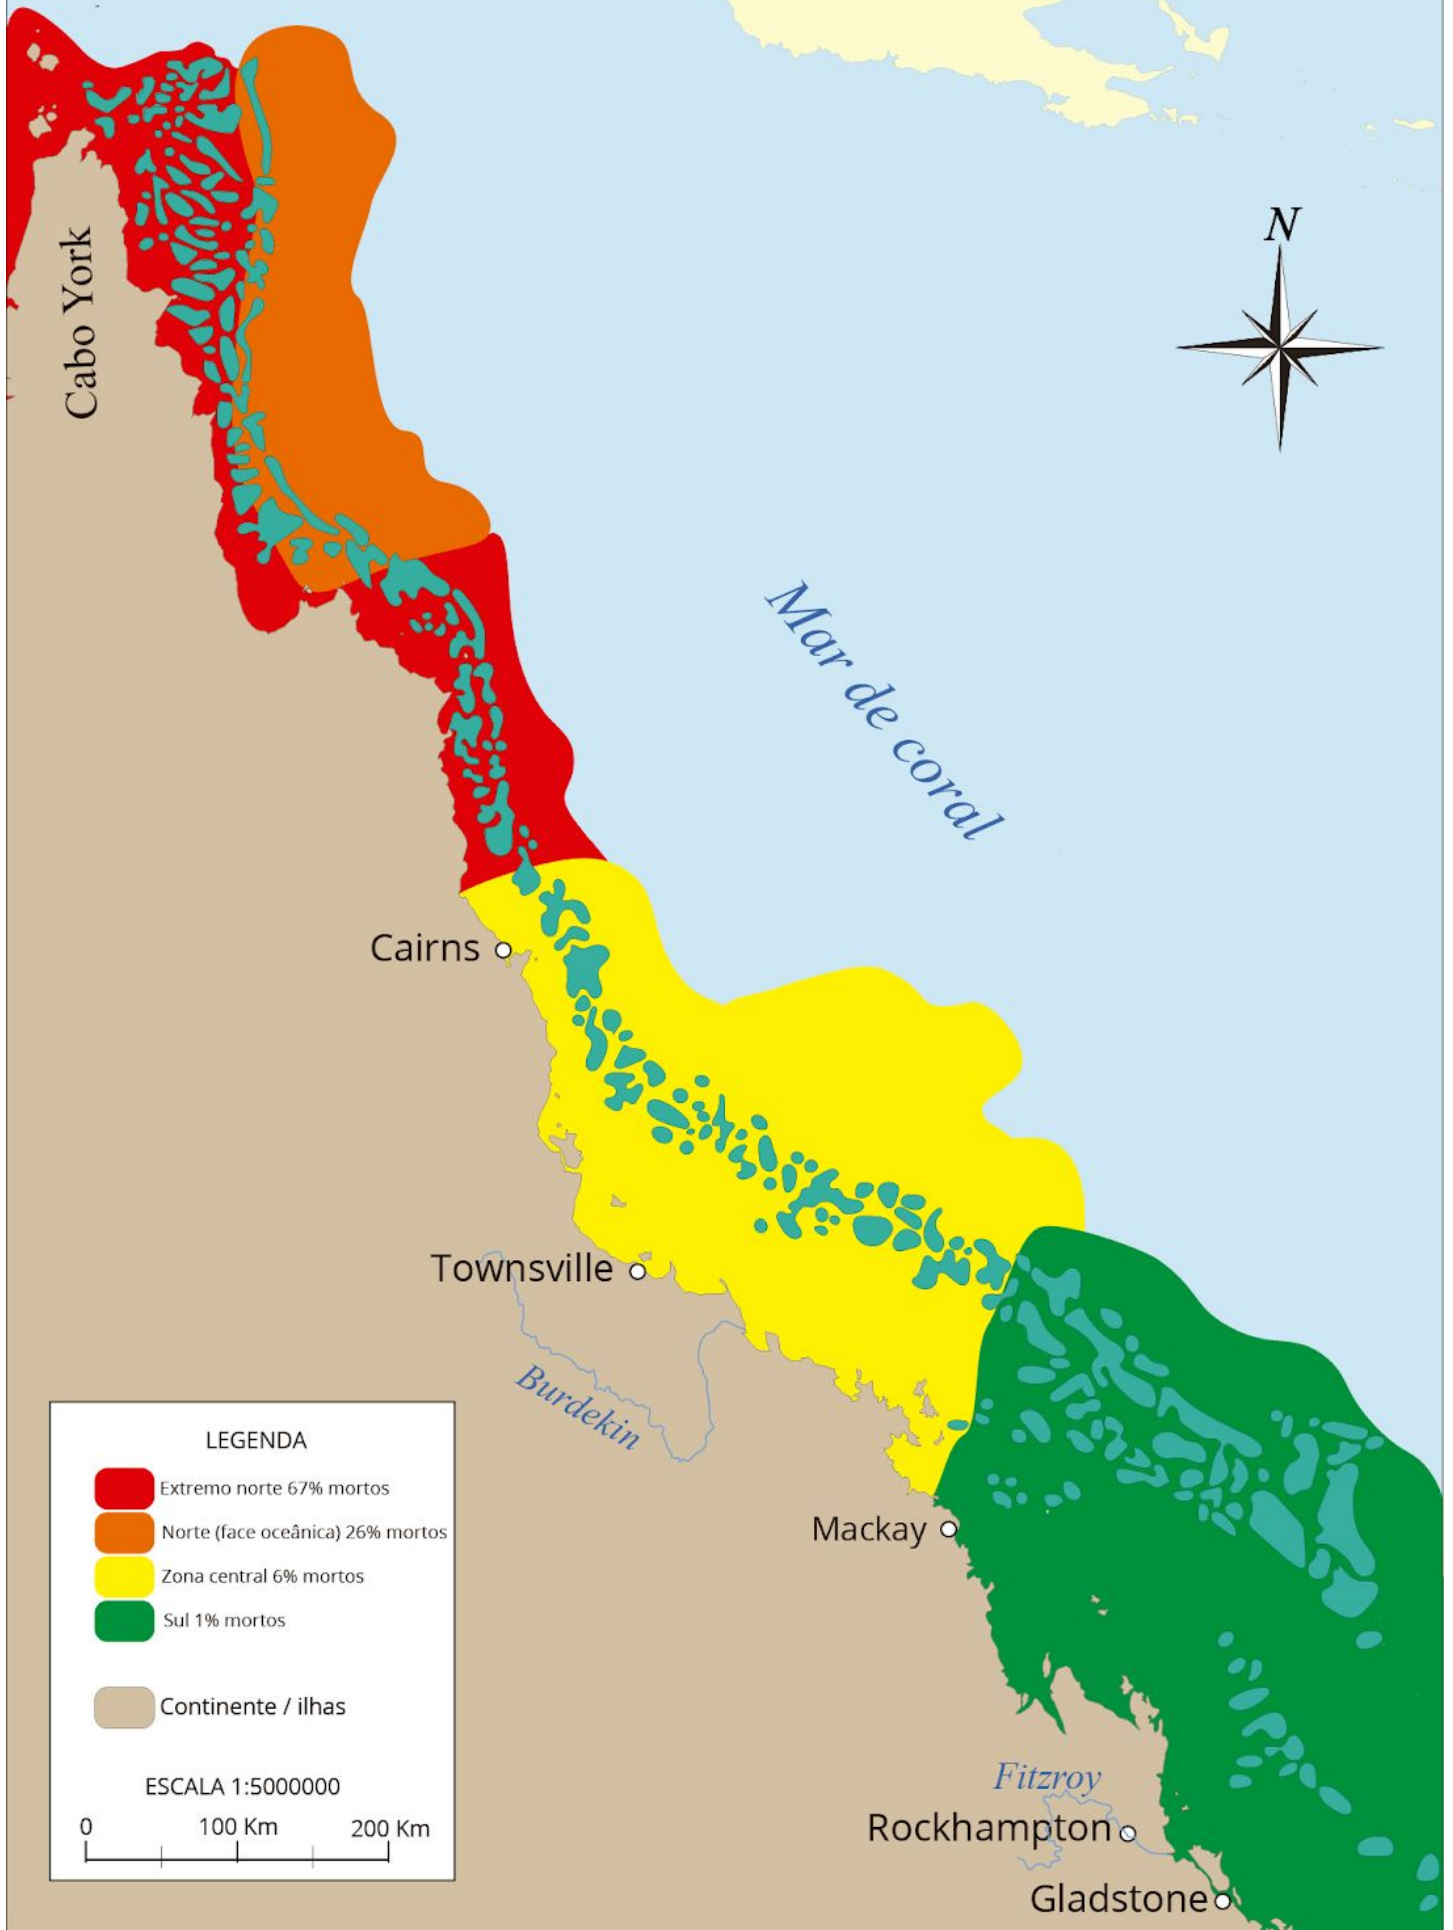 N
Cabo York
Mar de coral
Cairns
Townsville
Burdekin
Mackay
Fitzroy
Rockhampton
Gladstone
LEGENDA
Extremo norte 67% mortos
Norte (face oceânica) 26% mortos
Zona central 6% mortos
Sul 1% mortos
Continente / ilhas
ESCALA 1:5000000
0 100 Km 200 Km